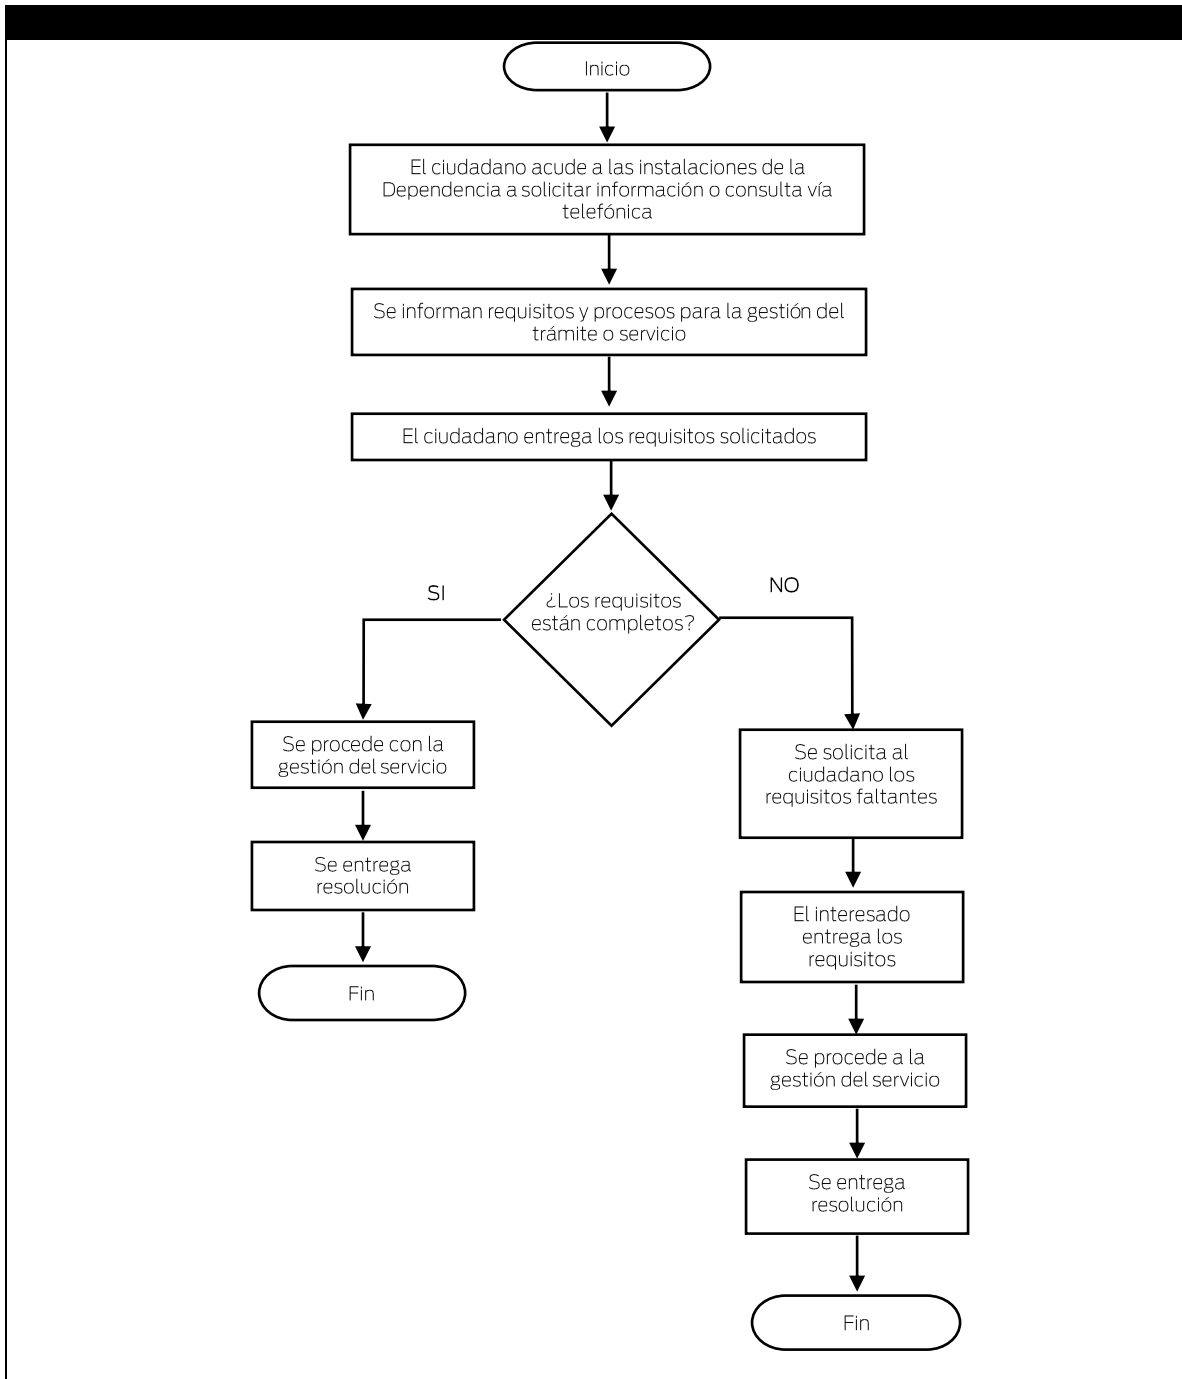 Inicio
El ciudadano acude a las instalaciones de la
Dependencia a solicitar información o consulta vía
telefónica
Se informan requisitos y procesos para la gestión del
trámite o servicio
El ciudadano entrega los requisitos solicitados
¿Los requisitos
están completos?
SI
NO
Se procede con la
gestión del servicio
Se entrega
resolución
Fin
Se solicita al
ciudadano los
requisitos faltantes
El interesado
entrega los
requisitos
Se procede a la
gestión del servicio
Se entrega
resolución
Fin